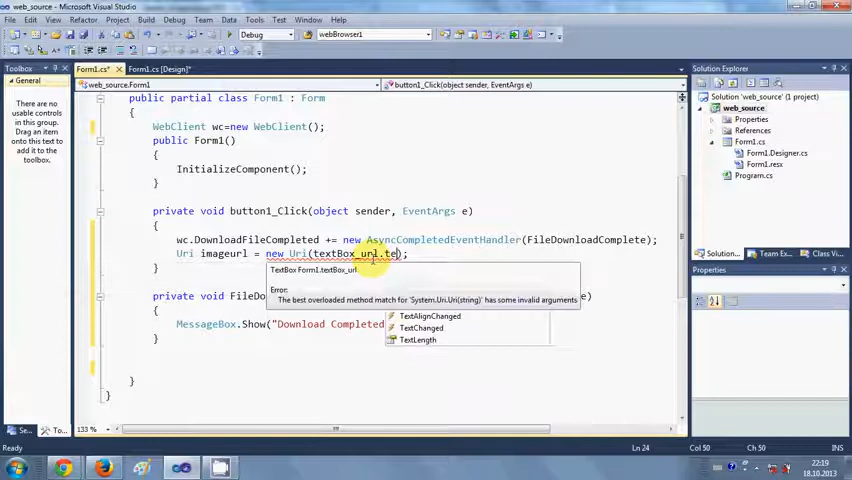 web_source - Microsoft Visual Studio
File Edit View Refactor Project Build Debug Team Data Tools Test Window Help
Debug
webBrowser1
Toolbox
General
There are no usable controls in this group. Drag an item onto this text to add it to the toolbox.
Se...
To...
Form1.cs*
Form1.cs [Design]*
web_source.Form1
button1_Click(object sender, EventArgs e)
public partial class Form1 : Form
{
WebClient wc=new WebClient();
public Form1()
{
InitializeComponent();
}
private void button1_Click(object sender, EventArgs e)
{
wc.DownloadFileCompleted += new AsyncCompletedEventHandler(FileDownloadComplete);
Uri imageurl = new Uri(textBox_url.te);
}
TextBox Form1.textBox_url
Error:
The best overloaded method match for 'System.Uri.Uri(string)' has some invalid arguments
private void FileDo
e)
{
MessageBox.Show("Download Completed
}
TextAlignChanged
TextChanged
TextLength
}
}
133 %
Solution Explorer
Solution 'web_source' (1 project)
web_source
Properties
References
Form1.cs
Form1.Designer.cs
Form1.resx
Program.cs
Solution...
Team Ex...
Class View
Properties
Ready
Ln 24
Col 50
Ch 50
INS
22:19
18.10.2013